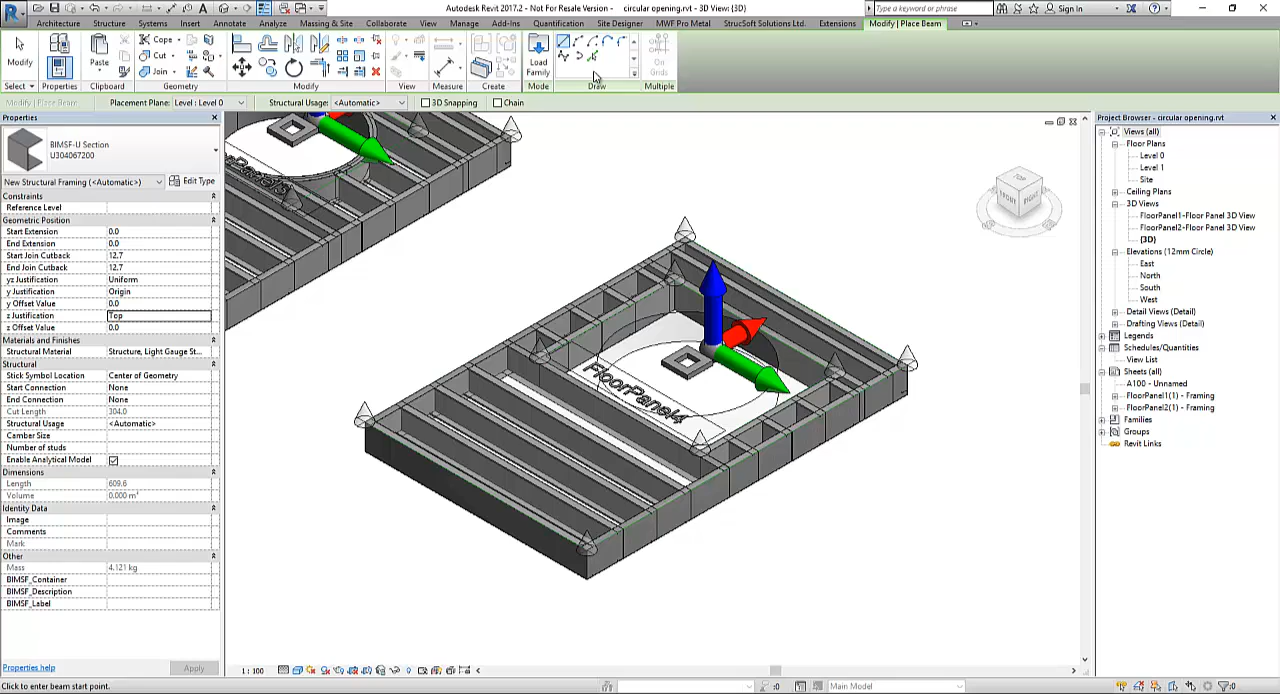 Autodesk Revit 2017.2 - Not For Resale Version - circular opening.rvt - 3D View: {3D}
Type a keyword or phrase
Sign In
Architecture Structure Systems Insert Annotate Analyze Massing & Site Collaborate View Manage Add-Ins Quantification Site Designer MWF Pro Metal StrucSoft Solutions Ltd. Extensions Modify | Place Beam
Modify Paste Cope Cut Join Load Family On Grids
Select Properties Clipboard Geometry Modify View Measure Create Mode Draw Multiple
Modify | Place Beam Placement Plane: Level : Level 0 Structural Usage: <Automatic> 3D Snapping Chain
Properties
BIMSF-U Section
U304067200
New Structural Framing (<Automatic>) Edit Type
Constraints
Reference Level
Geometric Position
Start Extension 0.0
End Extension 0.0
Start Join Cutback 12.7
End Join Cutback 12.7
yz Justification Uniform
y Justification Origin
y Offset Value 0.0
z Justification Top
z Offset Value 0.0
Materials and Finishes
Structural Material Structure, Light Gauge St...
Structural
Stick Symbol Location Center of Geometry
Start Connection None
End Connection None
Cut Length 304.0
Structural Usage <Automatic>
Camber Size
Number of studs
Enable Analytical Model
Dimensions
Length 609.6
Volume 0.000 m³
Identity Data
Image
Comments
Mark
Other
Mass 4.121 kg
BIMSF_Container
BIMSF_Description
BIMSF_Label
Properties help Apply
FloorPanel4
TOP
FRONT
RIGHT
Project Browser - circular opening.rvt
Views (all)
Floor Plans
Level 0
Level 1
Site
Ceiling Plans
3D Views
FloorPanel1-Floor Panel 3D View
FloorPanel2-Floor Panel 3D View
{3D}
Elevations (12mm Circle)
East
North
South
West
Detail Views (Detail)
Drafting Views (Detail)
Legends
Schedules/Quantities
View List
Sheets (all)
A100 - Unnamed
FloorPanel1(1) - Framing
FloorPanel2(1) - Framing
Families
Groups
Revit Links
1 : 100
Click to enter beam start point.
:0
Main Model
:0